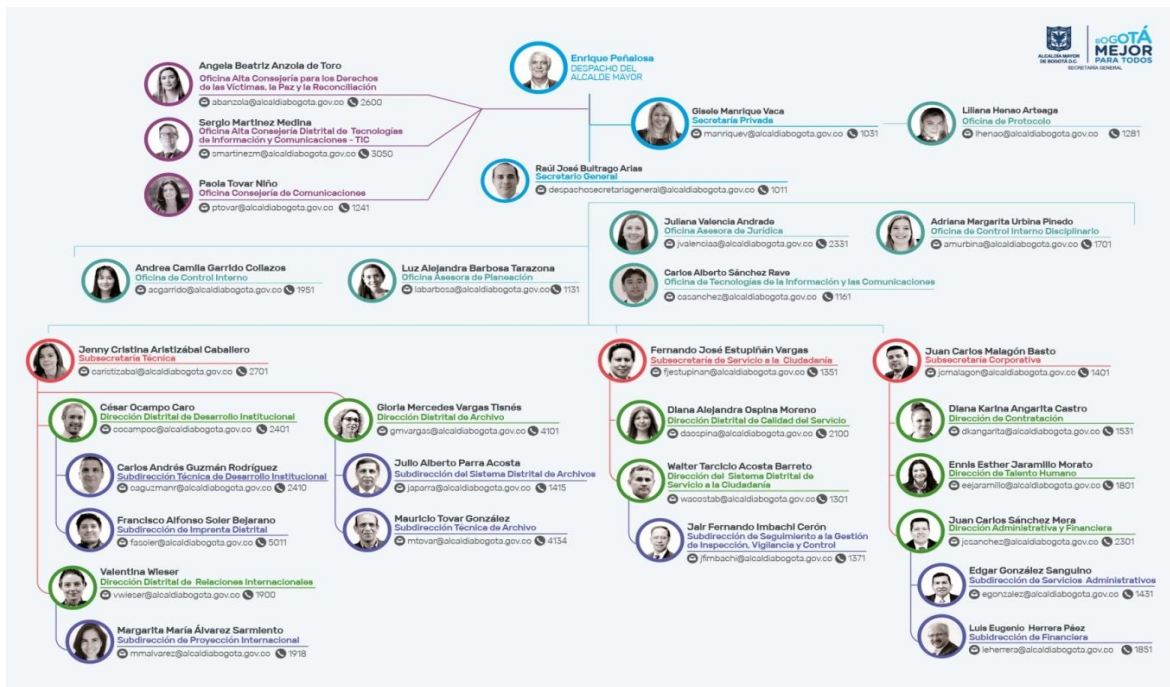 ALCALDÍA MAYOR
DE BOGOTÁ D.C.
BOGOTÁ
MEJOR
PARA TODOS
SECRETARÍA GENERAL
Enrique Peñalosa
DESPACHO DEL
ALCALDE MAYOR
Angela Beatriz Anzola de Toro
Oficina Alta Consejería para los Derechos
de las Víctimas, la Paz y la Reconciliación
abanzola@alcaldiabogota.gov.co 2600
Sergio Martinez Medina
Oficina Alta Consejería Distrital de Tecnologías
de Información y Comunicaciones - TIC
smartinezm@alcaldiabogota.gov.co 3050
Paola Tovar Niño
Oficina Consejería de Comunicaciones
ptovar@alcaldiabogota.gov.co 1241
Gisele Manrique Vaca
Secretaría Privada
manriquev@alcaldiabogota.gov.co 1031
Liliana Henao Arteaga
Oficina de Protocolo
lhenao@alcaldiabogota.gov.co 1281
Raúl José Buitrago Arias
Secretario General
despachosecretariageneral@alcaldiabogota.gov.co 1011
Juliana Valencia Andrade
Oficina Asesora de Jurídica
jvalenciaa@alcaldiabogota.gov.co 2331
Adriana Margarita Urbina Pinedo
Oficina de Control Interno Disciplinario
amurbina@alcaldiabogota.gov.co 1701
Andrea Camila Garrido Collazos
Oficina de Control Interno
acgarrido@alcaldiabogota.gov.co 1951
Luz Alejandra Barbosa Tarazona
Oficina Asesora de Planeación
labarbosa@alcaldiabogota.gov.co 1131
Carlos Alberto Sánchez Rave
Oficina de Tecnologías de la Información y las Comunicaciones
casanchez@alcaldiabogota.gov.co 1161
Jenny Cristina Aristizábal Caballero
Subsecretaría Técnica
caristizabal@alcaldiabogota.gov.co 2701
César Ocampo Caro
Dirección Distrital de Desarrollo Institucional
cocampoc@alcaldiabogota.gov.co 2401
Carlos Andrés Guzmán Rodríguez
Subdirección Técnica de Desarrollo Institucional
caguzmanr@alcaldiabogota.gov.co 2410
Francisco Alfonso Soler Bejarano
Subdirección de Imprenta Distrital
fasoler@alcaldiabogota.gov.co 5011
Valentina Wieser
Dirección Distrital de Relaciones Internacionales
vwieser@alcaldiabogota.gov.co 1900
Margarita María Álvarez Sarmiento
Subdirección de Proyección Internacional
mmalvarez@alcaldiabogota.gov.co 1918
Gloria Mercedes Vargas Tisnés
Dirección Distrital de Archivo
gmvargas@alcaldiabogota.gov.co 4101
Julio Alberto Parra Acosta
Subdirección del Sistema Distrital de Archivos
japarra@alcaldiabogota.gov.co 1415
Mauricio Tovar González
Subdirección Técnica de Archivo
mtovar@alcaldiabogota.gov.co 4134
Fernando José Estupiñán Vargas
Subsecretaría de Servicio a la Ciudadanía
fjestupinan@alcaldiabogota.gov.co 1351
Diana Alejandra Ospina Moreno
Dirección Distrital de Calidad del Servicio
daospina@alcaldiabogota.gov.co 2100
Walter Tarcicio Acosta Barreto
Dirección del Sistema Distrital de
Servicio a la Ciudadanía
wacostab@alcaldiabogota.gov.co 1301
Jair Fernando Imbachí Cerón
Subdirección de Seguimiento a la Gestión
de Inspección, Vigilancia y Control
jfimbachi@alcaldiabogota.gov.co 1371
Juan Carlos Malagón Basto
Subsecretaría Corporativa
jcmalagon@alcaldiabogota.gov.co 1401
Diana Karina Angarita Castro
Dirección de Contratación
dkangarita@alcaldiabogota.gov.co 1531
Ennis Esther Jaramillo Morato
Dirección de Talento Humano
eejaramillo@alcaldiabogota.gov.co 1801
Juan Carlos Sánchez Mera
Dirección Administrativa y Financiera
jcsanchez@alcaldiabogota.gov.co 2301
Edgar González Sanguino
Subdirección de Servicios Administrativos
egonzalez@alcaldiabogota.gov.co 1431
Luis Eugenio Herrera Páez
Subidrección de Financiera
leherrera@alcaldiabogota.gov.co 1851